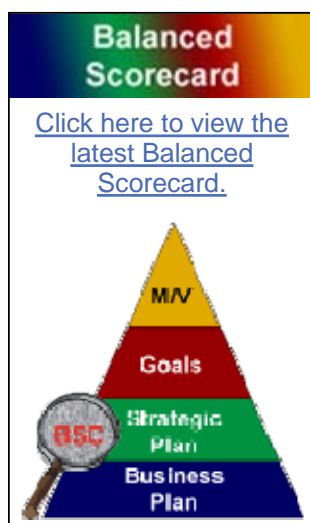 Balanced
Scorecard
Click here to view the
latest Balanced
Scorecard.
M/V
Goals
BSC
Strategic
Plan
Business
Plan